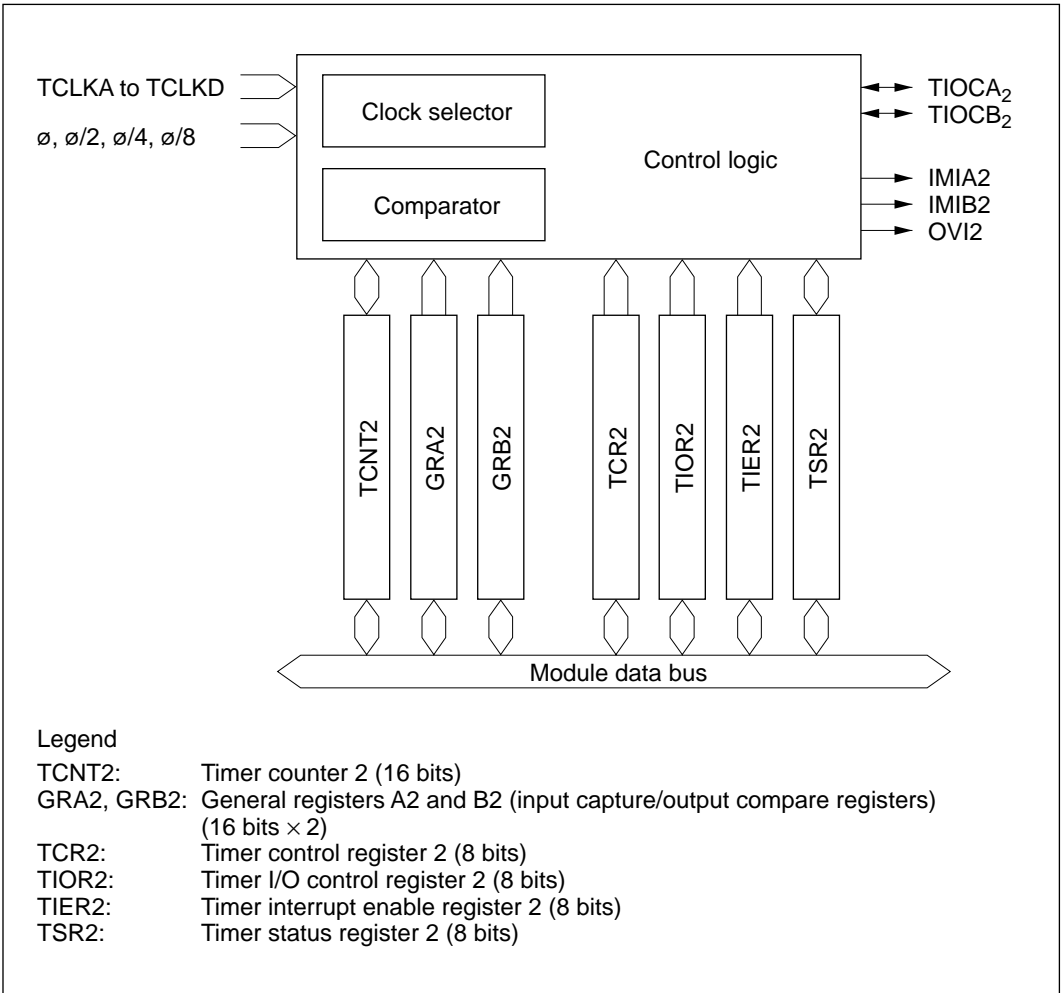 TCLKA to TCLKD
ø, ø/2, ø/4, ø/8
Clock selector
Comparator
Control logic
TIOCA₂
TIOCB₂
IMIA2
IMIB2
OVI2
TCNT2
GRA2
GRB2
TCR2
TIOR2
TIER2
TSR2
Module data bus
Legend
TCNT2: Timer counter 2 (16 bits)
GRA2, GRB2: General registers A2 and B2 (input capture/output compare registers)
(16 bits × 2)
TCR2: Timer control register 2 (8 bits)
TIOR2: Timer I/O control register 2 (8 bits)
TIER2: Timer interrupt enable register 2 (8 bits)
TSR2: Timer status register 2 (8 bits)